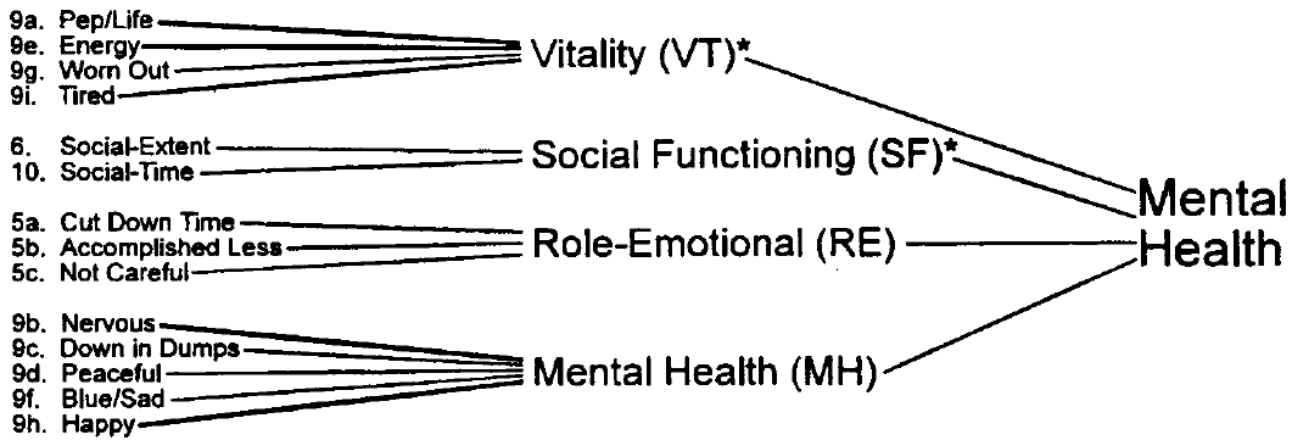 9a. Pep/Life
9e. Energy
9g. Worn Out
9i. Tired
Vitality (VT)*
6. Social-Extent
10. Social-Time
Social Functioning (SF)*
5a. Cut Down Time
5b. Accomplished Less
5c. Not Careful
Role-Emotional (RE)
9b. Nervous
9c. Down in Dumps
9d. Peaceful
9f. Blue/Sad
9h. Happy
Mental Health (MH)
Mental
Health